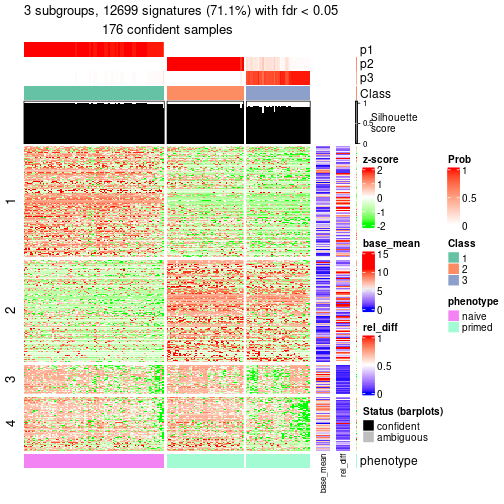 3 subgroups, 12699 signatures (71.1%) with fdr < 0.05
176 confident samples
p1
p2
p3
Class
1
0.5
0
Silhouette
score
1
2
3
4
z-score
2
1
0
-1
-2
base_mean
15
10
5
0
rel_diff
1
0.5
0
Status (barplots)
confident
ambiguous
Prob
1
0.5
0
Class
1
2
3
phenotype
naive
primed
phenotype
base_mean
rel_diff